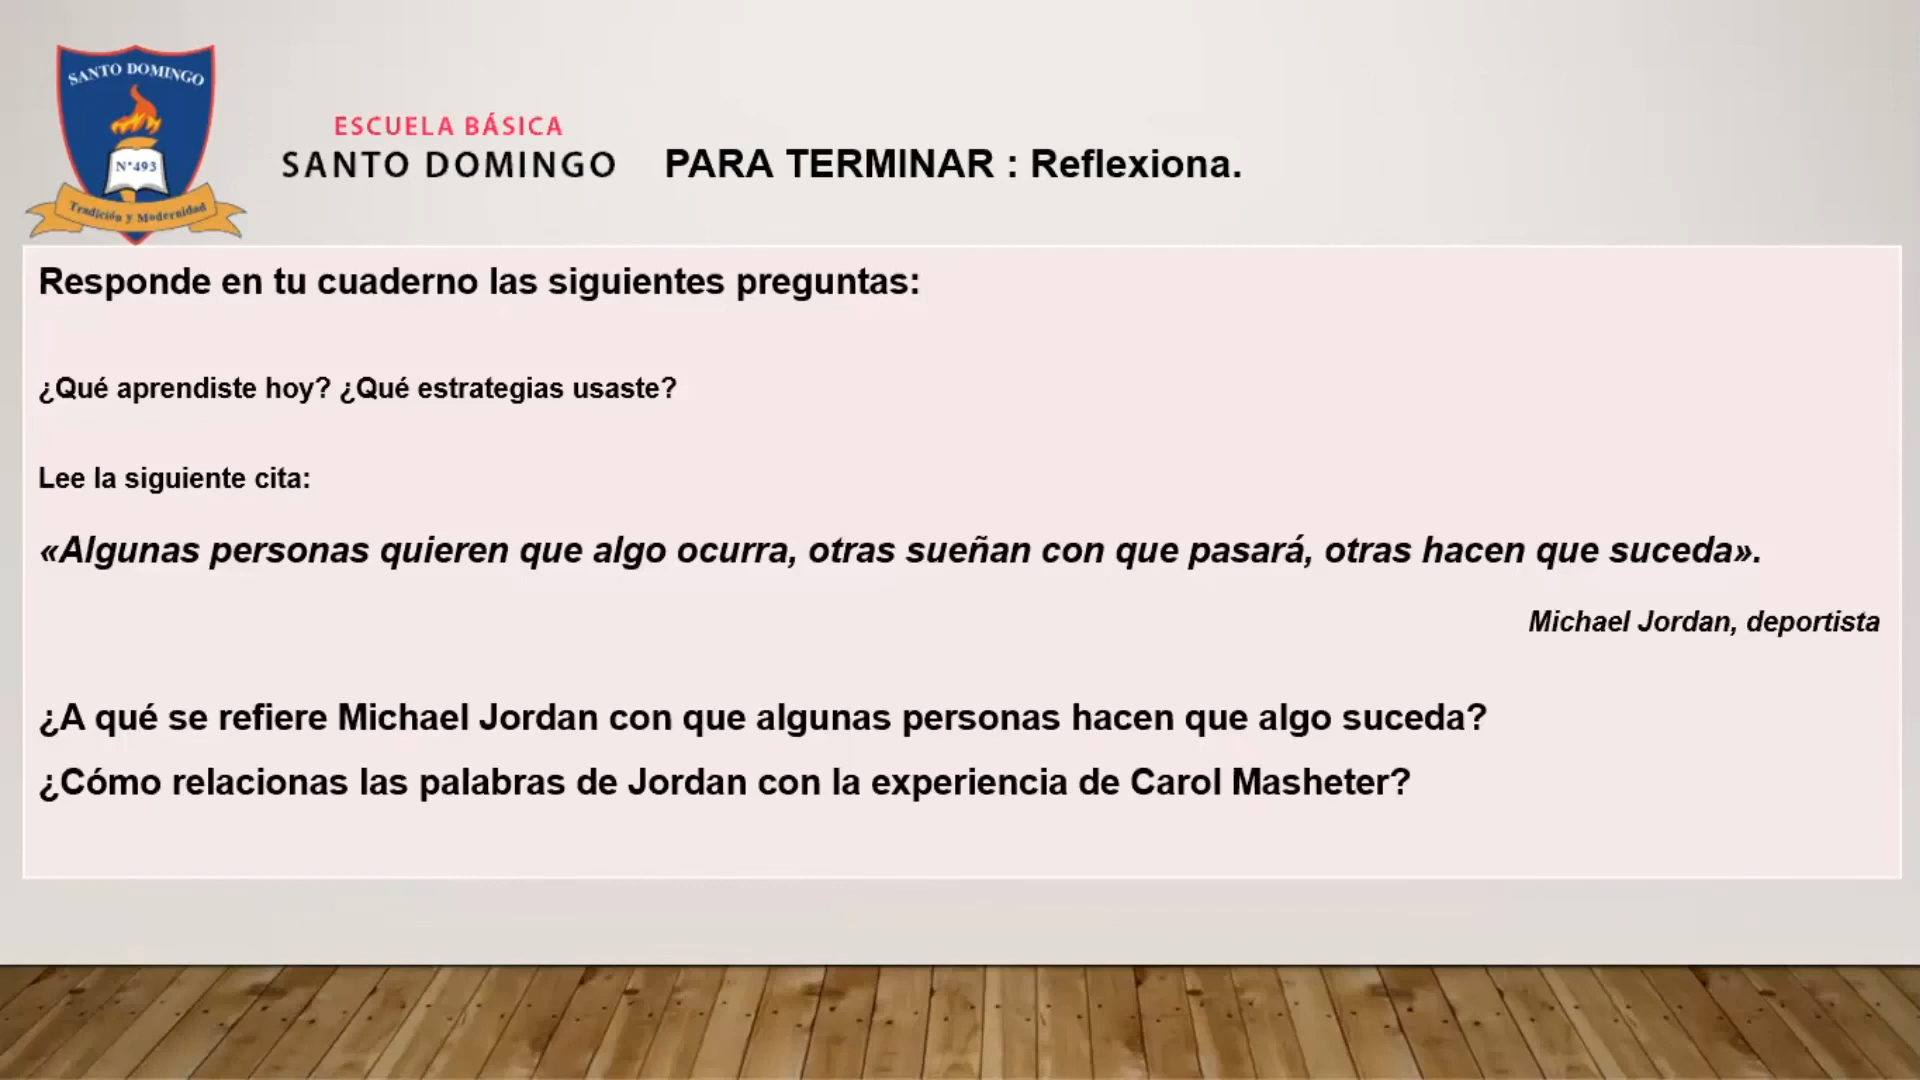 SANTO DOMINGO
N°493
Tradición y Modernidad
ESCUELA BÁSICA
SANTO DOMINGO
PARA TERMINAR : Reflexiona.
Responde en tu cuaderno las siguientes preguntas:
¿Qué aprendiste hoy? ¿Qué estrategias usaste?
Lee la siguiente cita:
«Algunas personas quieren que algo ocurra, otras sueñan con que pasará, otras hacen que suceda».
Michael Jordan, deportista
¿A qué se refiere Michael Jordan con que algunas personas hacen que algo suceda?
¿Cómo relacionas las palabras de Jordan con la experiencia de Carol Masheter?